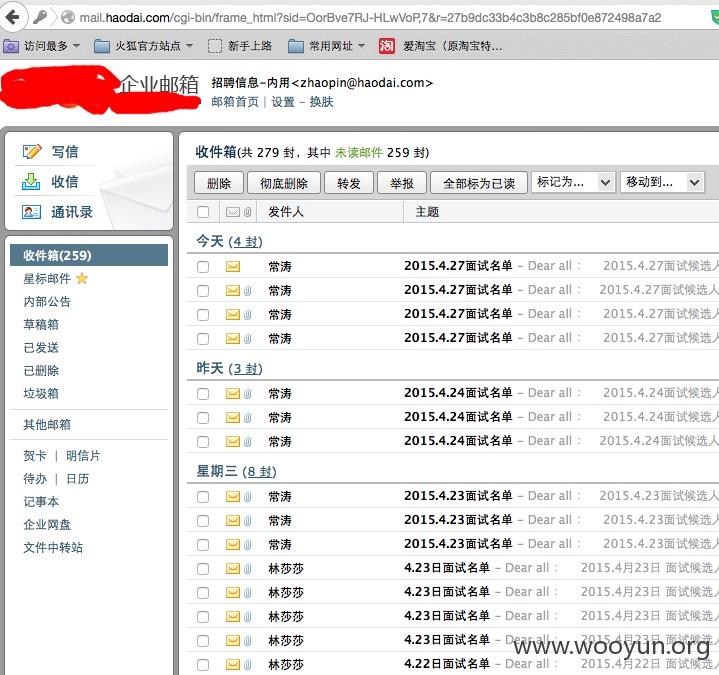 mail.haodai.com/cgi-bin/frame_html?sid=OorBve7RJ-HLwVoP,7&r=27b9dc33b4c3b8c285bf0e872498a7a2
访问最多 火狐官方站点 新手上路 常用网址 淘 爱淘宝（原淘宝特...
企业邮箱 招聘信息-内用<zhaopin@haodai.com>
邮箱首页 | 设置 - 换肤
写信
收信
通讯录
收件箱(259)
星标邮件
内部公告
草稿箱
已发送
已删除
垃圾箱
其他邮箱
贺卡 | 明信片
待办 | 日历
记事本
企业网盘
文件中转站
收件箱(共 279 封，其中 未读邮件 259 封)
删除 彻底删除 转发 举报 全部标为已读 标记为... 移动到...
发件人 主题
今天 (4 封)
常涛 2015.4.27面试名单 - Dear all： 2015.4.27面试候选人
常涛 2015.4.27面试名单 - Dear all： 2015.4.27面试候选人
常涛 2015.4.27面试名单 - Dear all： 2015.4.27面试候选人
常涛 2015.4.27面试名单 - Dear all： 2015.4.27面试候选人
昨天 (3 封)
常涛 2015.4.24面试名单 - Dear all： 2015.4.24面试候选人
常涛 2015.4.24面试名单 - Dear all： 2015.4.24面试候选人
常涛 2015.4.24面试名单 - Dear all： 2015.4.24面试候选人
星期三 (8 封)
常涛 2015.4.23面试名单 - Dear all： 2015.4.23面试候选人
常涛 2015.4.23面试名单 - Dear all： 2015.4.23面试候选人
常涛 2015.4.23面试名单 - Dear all： 2015.4.23面试候选人
林莎莎 4.23日面试名单 - Dear all： 2015.4月23日 面试候选
林莎莎 4.23日面试名单 - Dear all： 2015.4月23日 面试候选
林莎莎 4.23日面试名单 - Dear all： 2015.4月23日 面试候选
林莎莎 4.23日面试名单 - Dear all： 2015.4月23日 面试候选
林莎莎 4.22日面试名单 - Dear all： 2015.4月22日 面试候选
www.wooyun.org